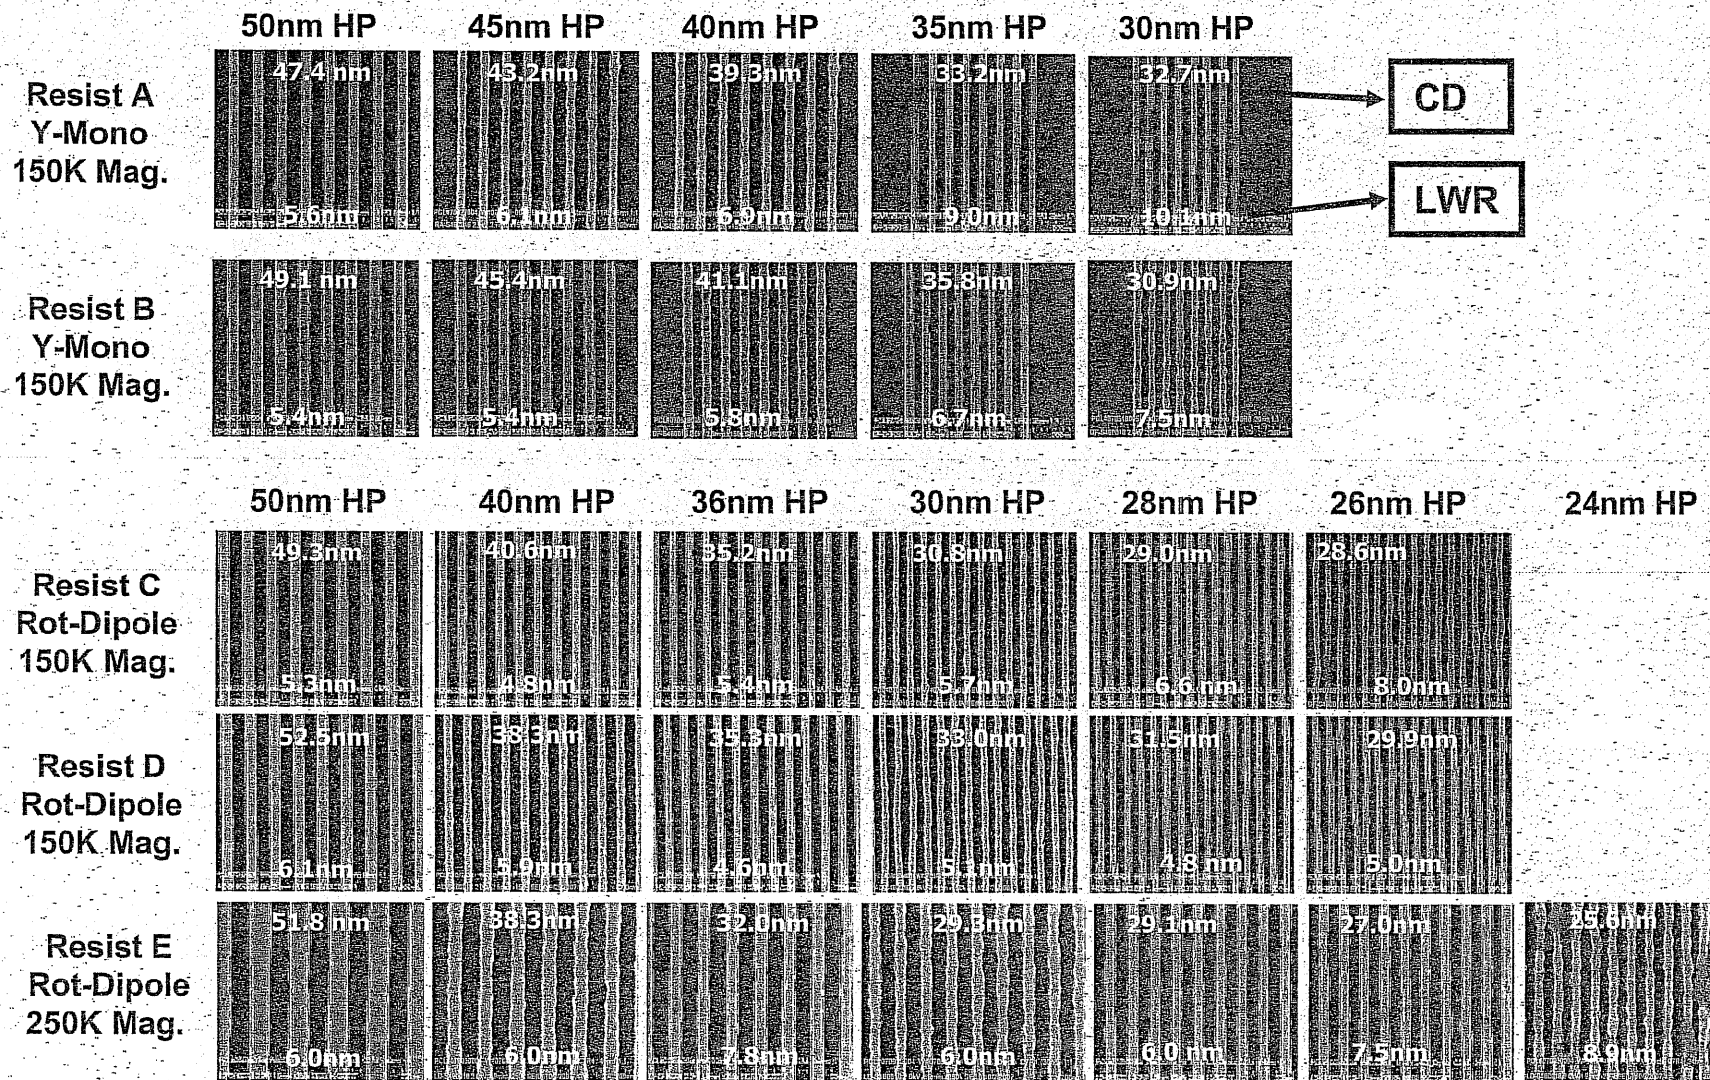 50nm HP 45nm HP 40nm HP 35nm HP 30nm HP
Resist A
Y-Mono
150K Mag.
47.4 nm 43.2nm 39.3nm 33.2nm 32.7nm
5.6nm 6.1nm 6.9nm 9.0nm 10.1nm
CD
LWR
Resist B
Y-Mono
150K Mag.
49.1 nm 45.4nm 41.1nm 35.8nm 30.9nm
5.4nm 5.4nm 5.8nm 6.7nm 7.5nm
50nm HP 40nm HP 36nm HP 30nm HP 28nm HP 26nm HP 24nm HP
Resist C
Rot-Dipole
150K Mag.
49.3nm 40.6nm 35.2nm 30.8nm 29.0nm 28.6nm
5.3nm 4.8nm 5.4nm 5.7nm 6.6 nm 8.0nm
Resist D
Rot-Dipole
150K Mag.
38.3nm 35.3nm 33.0nm 31.5nm 29.9nm
6.1nm 5.9nm 4.6nm 4.8 nm 5.0nm
Resist E
Rot-Dipole
250K Mag.
51.8 nm 38.3nm 32.0nm 29.1nm 27.0nm
6.0nm 6.0nm 7.8nm 6.0nm 6.0 nm 7.5nm 8.9nm